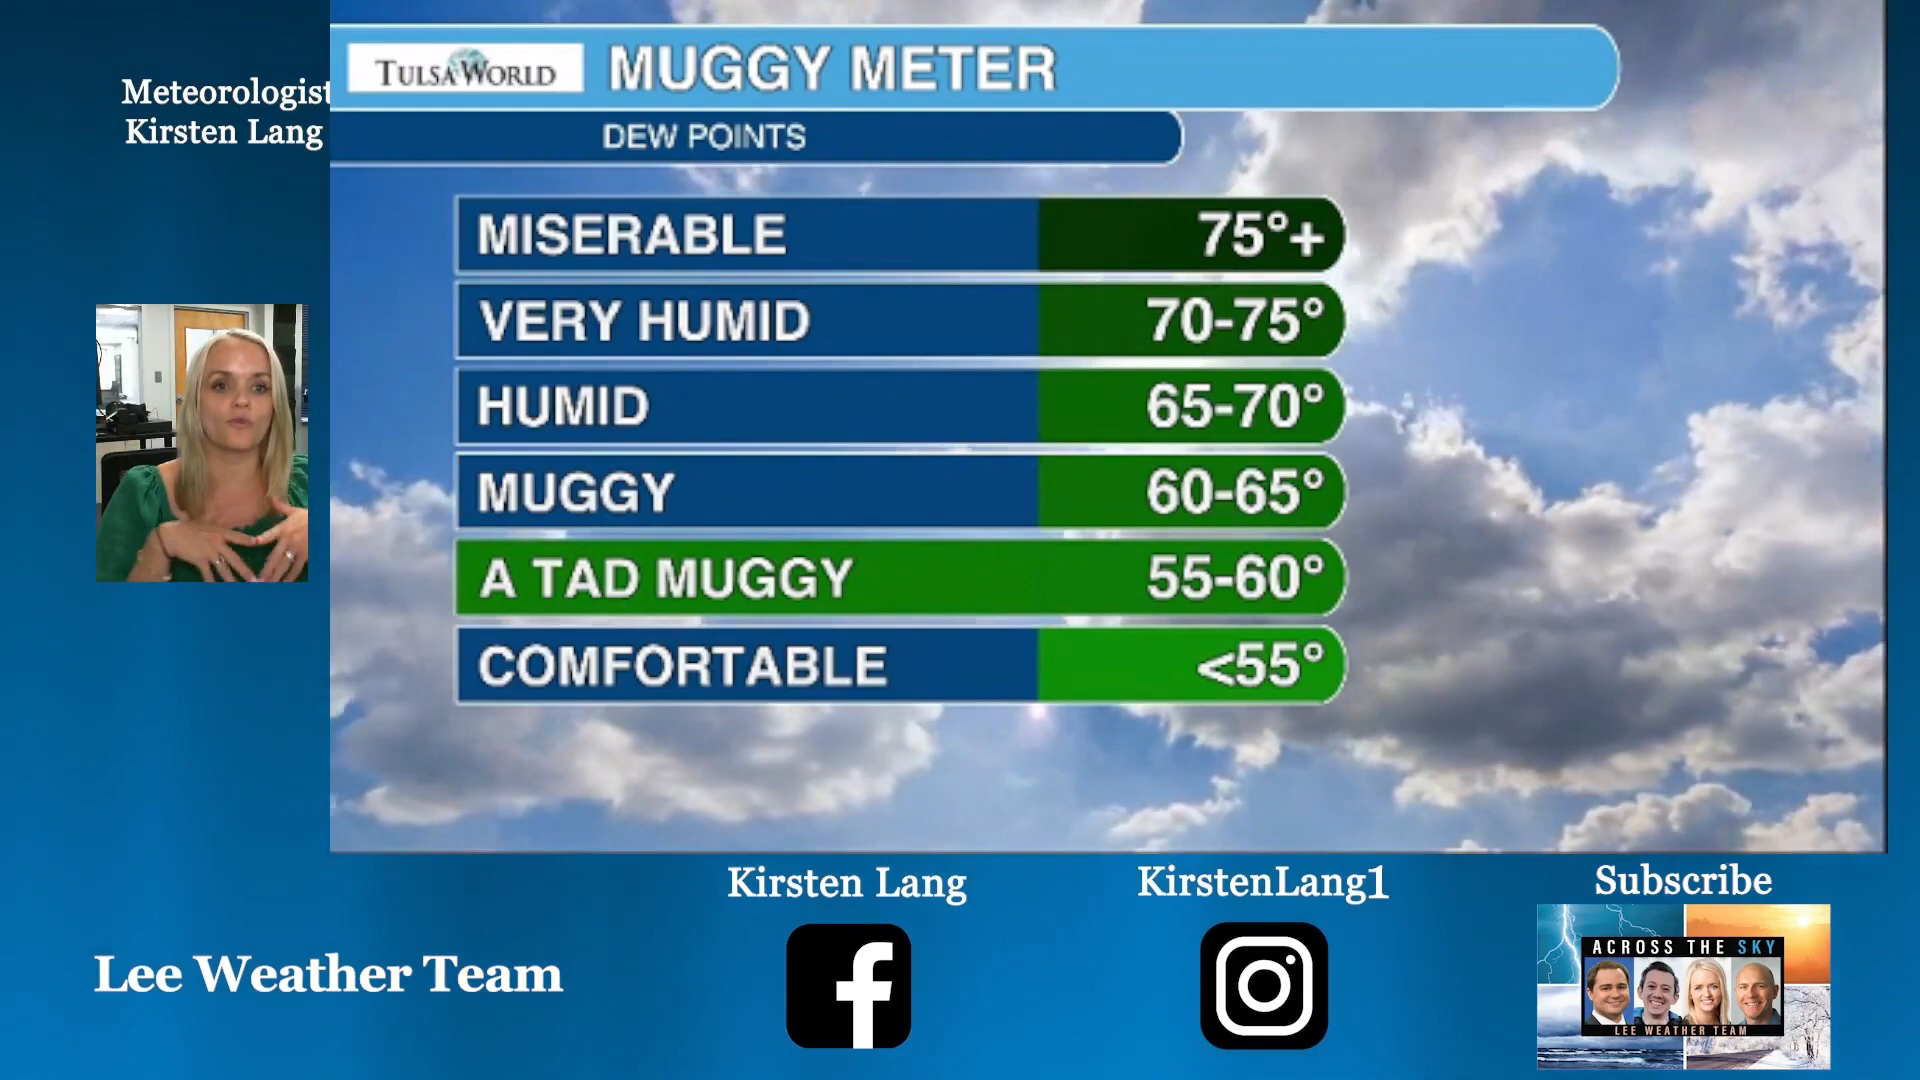 Meteorologist
Kirsten Lang
TULSA WORLD
MUGGY METER
DEW POINTS
MISERABLE 75°+
VERY HUMID 70-75°
HUMID 65-70°
MUGGY 60-65°
A TAD MUGGY 55-60°
COMFORTABLE <55°
Kirsten Lang
KirstenLang1
Subscribe
Lee Weather Team
ACROSS THE SKY
LEE WEATHER TEAM